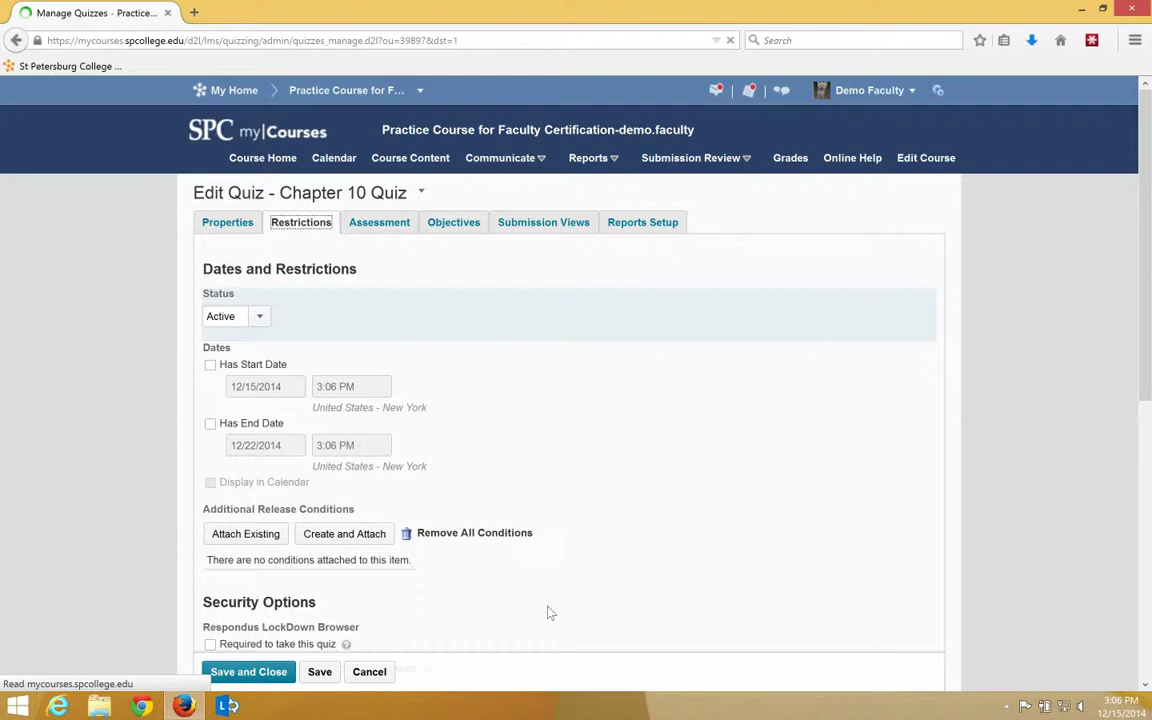 Manage Quizzes - Practice...
https://mycourses.spcollege.edu/d2l/lms/quizzing/admin/quizzes_manage.d2l?ou=39897&dst=1
Search
St Petersburg College ...
My Home
Practice Course for F...
Demo Faculty
SPC my|Courses
Practice Course for Faculty Certification-demo.faculty
Course Home
Calendar
Course Content
Communicate
Reports
Submission Review
Grades
Online Help
Edit Course
Edit Quiz - Chapter 10 Quiz
Properties
Restrictions
Assessment
Objectives
Submission Views
Reports Setup
Dates and Restrictions
Status
Active
Dates
Has Start Date
12/15/2014
3:06 PM
United States - New York
Has End Date
12/22/2014
3:06 PM
United States - New York
Display in Calendar
Additional Release Conditions
Attach Existing
Create and Attach
Remove All Conditions
There are no conditions attached to this item.
Security Options
Respondus LockDown Browser
Required to take this quiz
Save and Close
Save
Cancel
Read mycourses.spcollege.edu
3:06 PM
12/15/2014